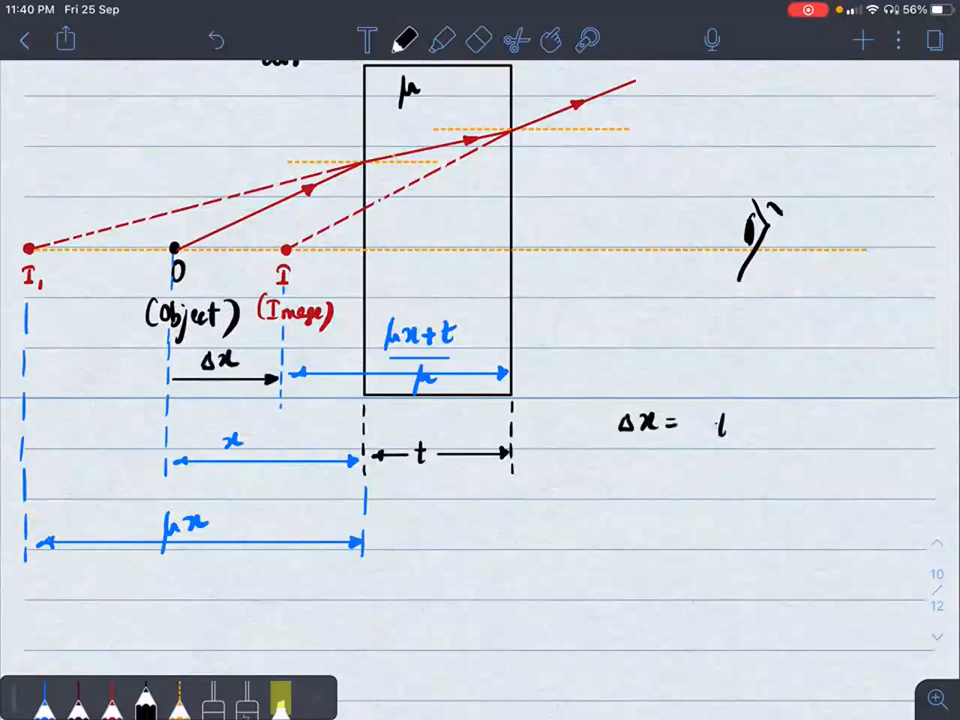 11:40 PM Fri 25 Sep
56%
T
μ
I₁
O
I
(Object)
(Image)
μx+t
μ
Δx
Δx =
x
t
μx
10
/
12